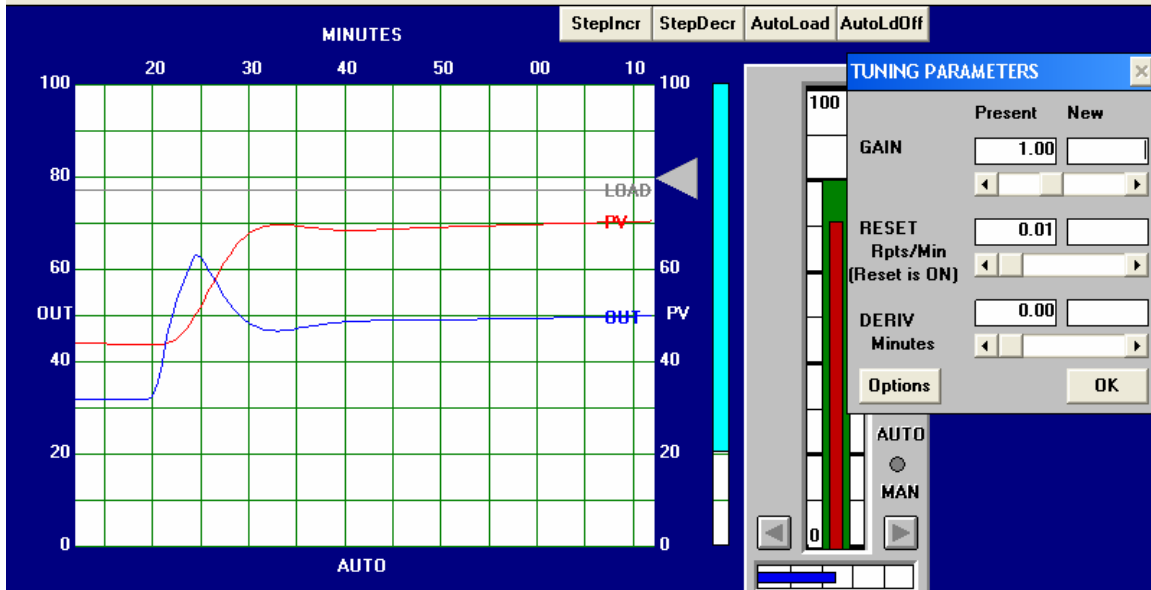 StepIncr StepDecr AutoLoad AutoLdOff
MINUTES
20 30 40 50 00 10
100 100
80
60 60
40 40
20 20
0 0
OUT
PV
LOAD
PV
OUT
AUTO
100
0
TUNING PARAMETERS
Present New
GAIN 1.00
RESET 0.01
Rpts/Min
(Reset is ON)
DERIV 0.00
Minutes
Options OK
AUTO
MAN